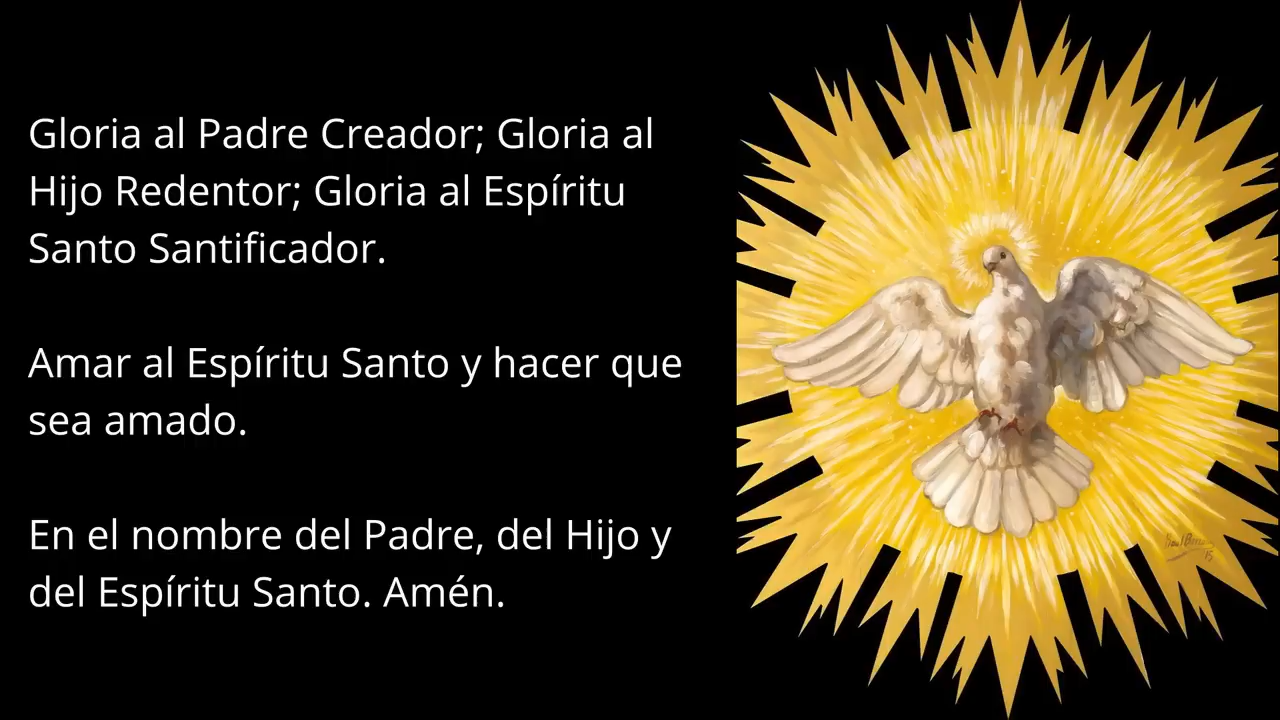 Gloria al Padre Creador; Gloria al
Hijo Redentor; Gloria al Espíritu
Santo Santificador.
Amar al Espíritu Santo y hacer que
sea amado.
En el nombre del Padre, del Hijo y
del Espíritu Santo. Amén.
15